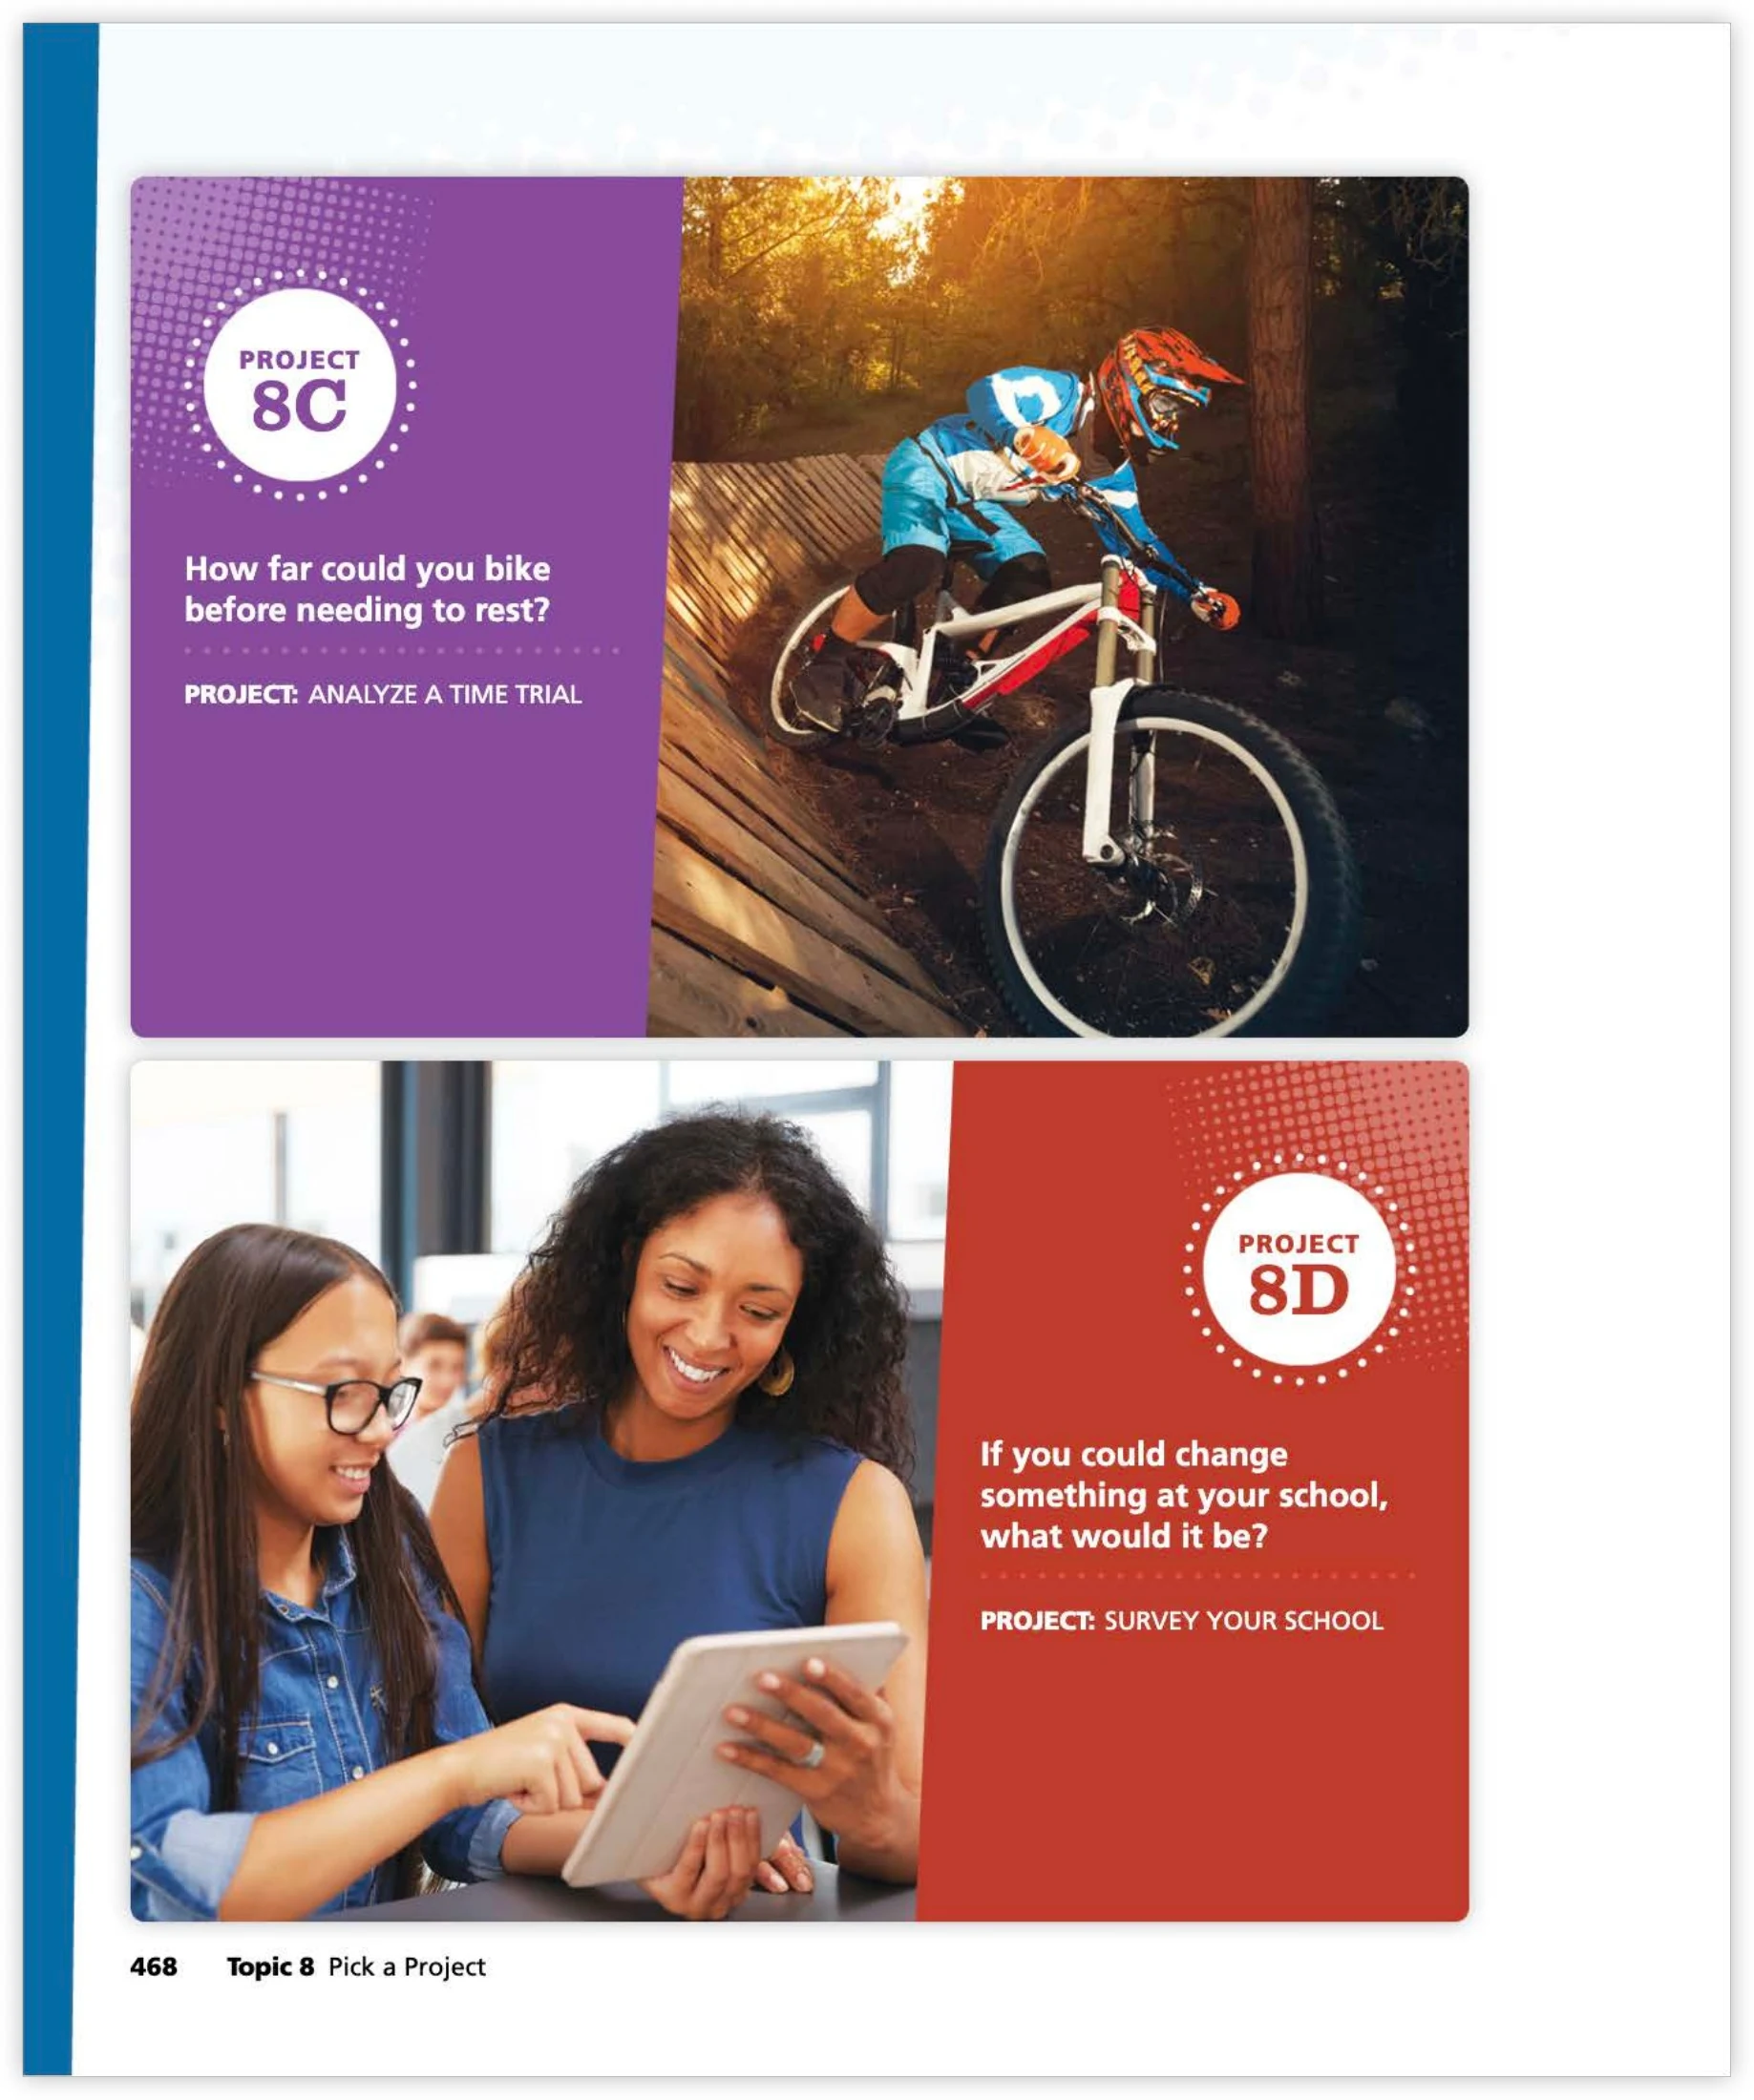 PROJECT
8C
How far could you bike
before needing to rest?
PROJECT: ANALYZE A TIME TRIAL
PROJECT
8D
If you could change
something at your school,
what would it be?
PROJECT: SURVEY YOUR SCHOOL
468 Topic 8 Pick a Project